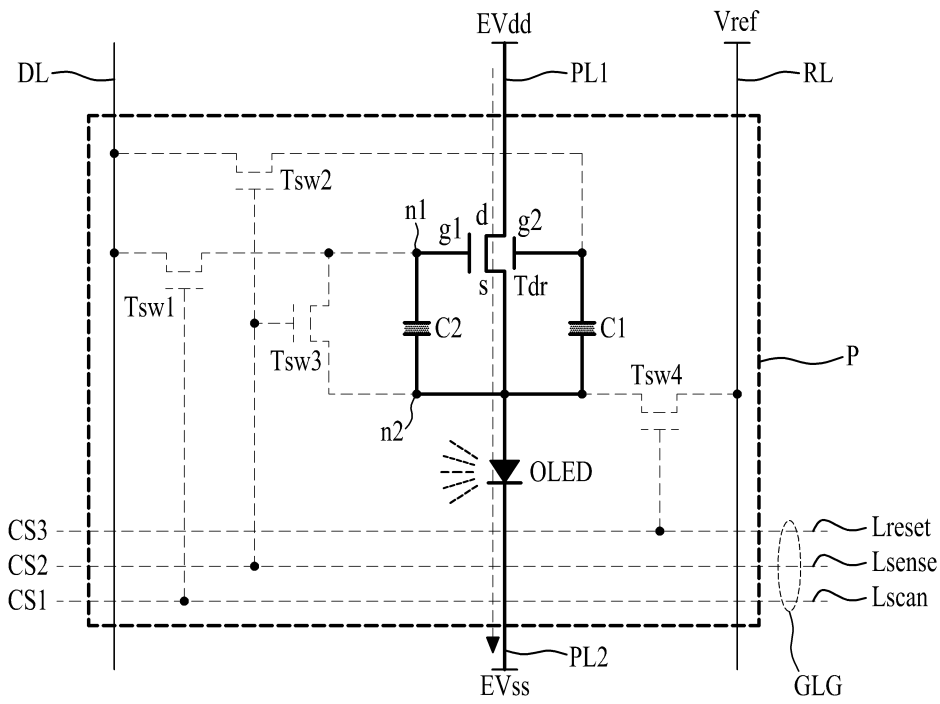 EVdd
Vref
DL
PL1
RL
Tsw2
n1
g1
d
g2
s
Tdr
Tsw1
Tsw3
C2
C1
P
Tsw4
n2
OLED
CS3
Lreset
CS2
Lsense
CS1
Lscan
PL2
EVss
GLG